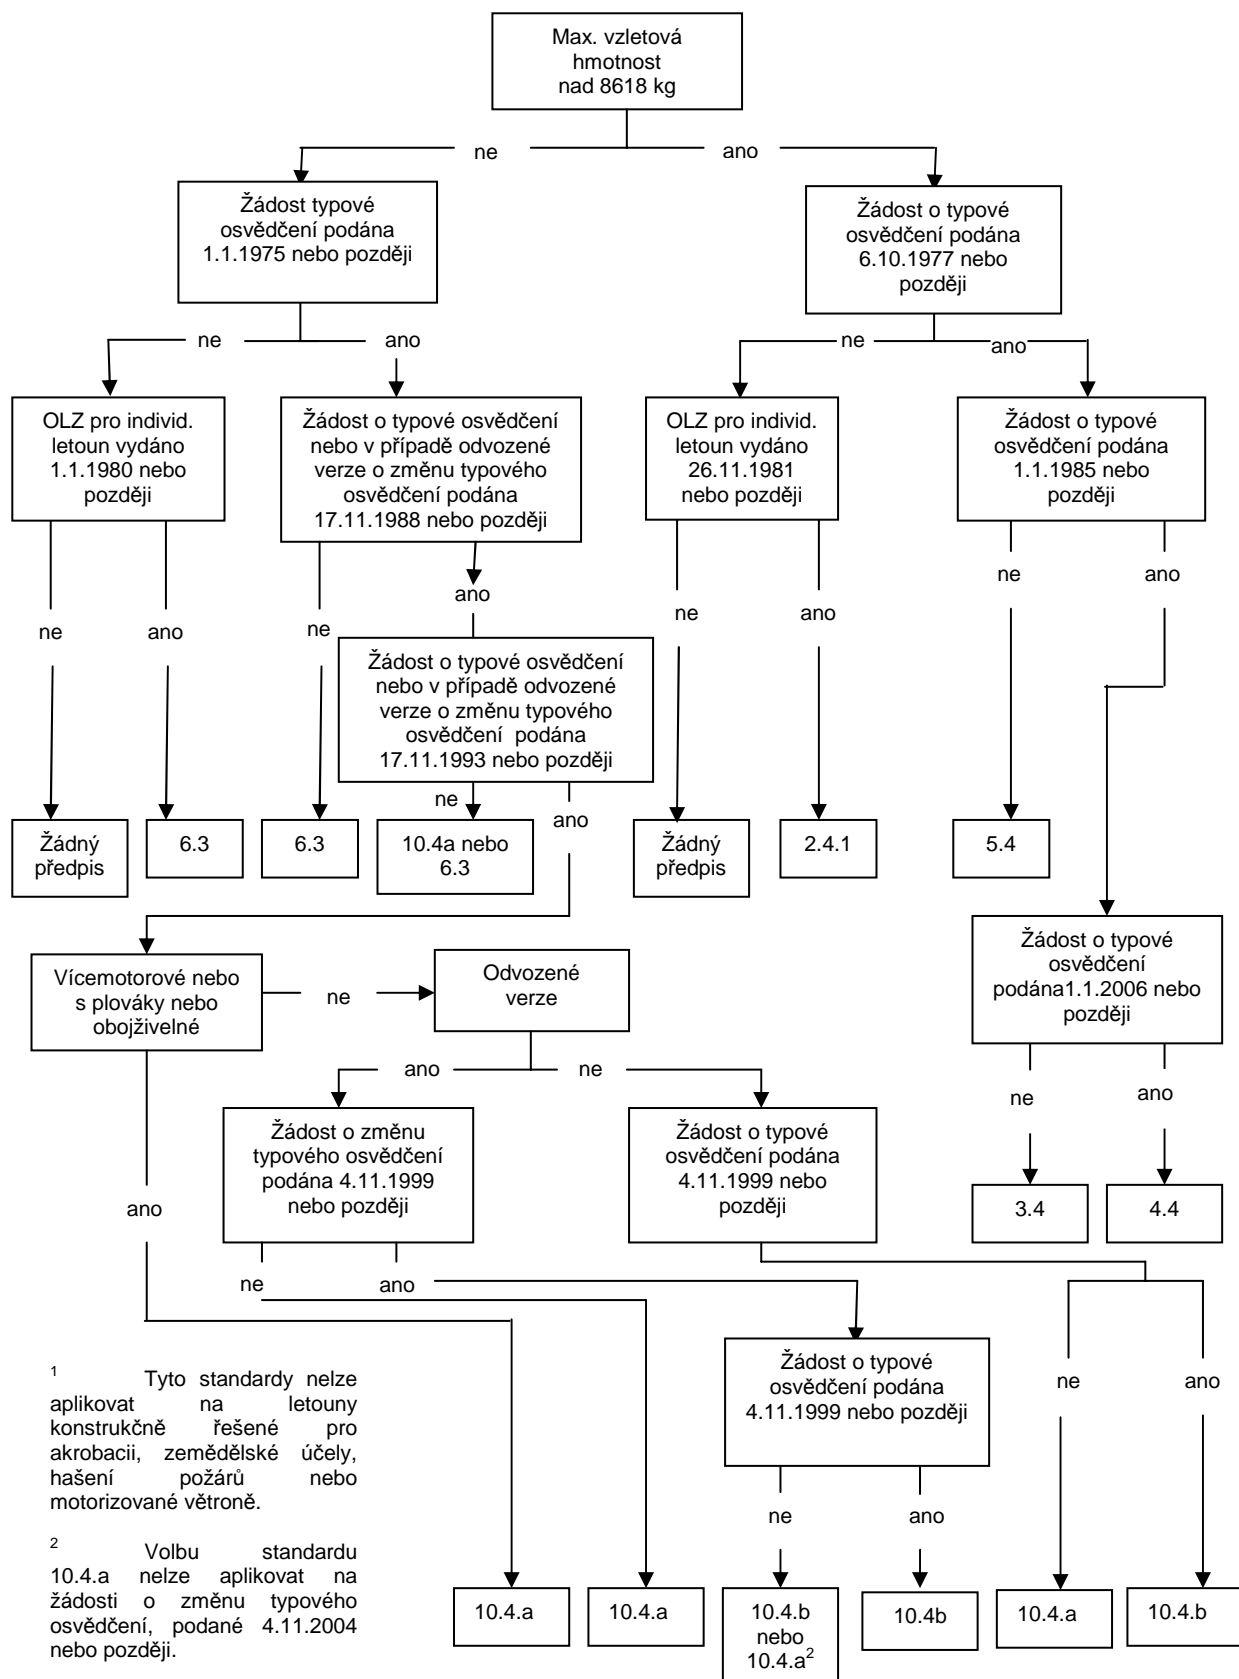 Max. vzletová
hmotnost
nad 8618 kg
ne
ano
Žádost typové
osvědčení podána
1.1.1975 nebo později
Žádost o typové
osvědčení podána
6.10.1977 nebo
později
ne
ano
ne
ano
OLZ pro individ.
letoun vydáno
1.1.1980 nebo
později
Žádost o typové osvědčení
nebo v případě odvozené
verze o změnu typového
osvědčení podána
17.11.1988 nebo později
OLZ pro individ.
letoun vydáno
26.11.1981
nebo později
Žádost o typové
osvědčení podána
1.1.1985 nebo
později
ne
ano
ne
ano
ne
ano
ne
ano
Žádost o typové osvědčení
nebo v případě odvozené
verze o změnu typového
osvědčení podána
17.11.1993 nebo později
ne
ano
Žádný
předpis
6.3
6.3
10.4a nebo
6.3
Žádný
předpis
2.4.1
5.4
Vícemotorové nebo
s plováky nebo
obojživelné
ne
Odvozené
verze
Žádost o typové
osvědčení
podána1.1.2006 nebo
později
ano
ne
ne
ano
Žádost o změnu
typového osvědčení
podána 4.11.1999
nebo později
Žádost o typové
osvědčení podána
4.11.1999 nebo
později
3.4
4.4
ano
ne
ano
Žádost o typové
osvědčení podána
4.11.1999 nebo později
ne
ano
ne
ano
1 Tyto standardy nelze
aplikovat na letouny
konstrukčně řešené pro
akrobacii, zemědělské účely,
hašení požárů nebo
motorizované větroně.
2 Volbu standardu
10.4.a nelze aplikovat na
žádosti o změnu typového
osvědčení, podané 4.11.2004
nebo později.
10.4.a
10.4.a
10.4.b
nebo
10.4.a2
10.4b
10.4.a
10.4.b